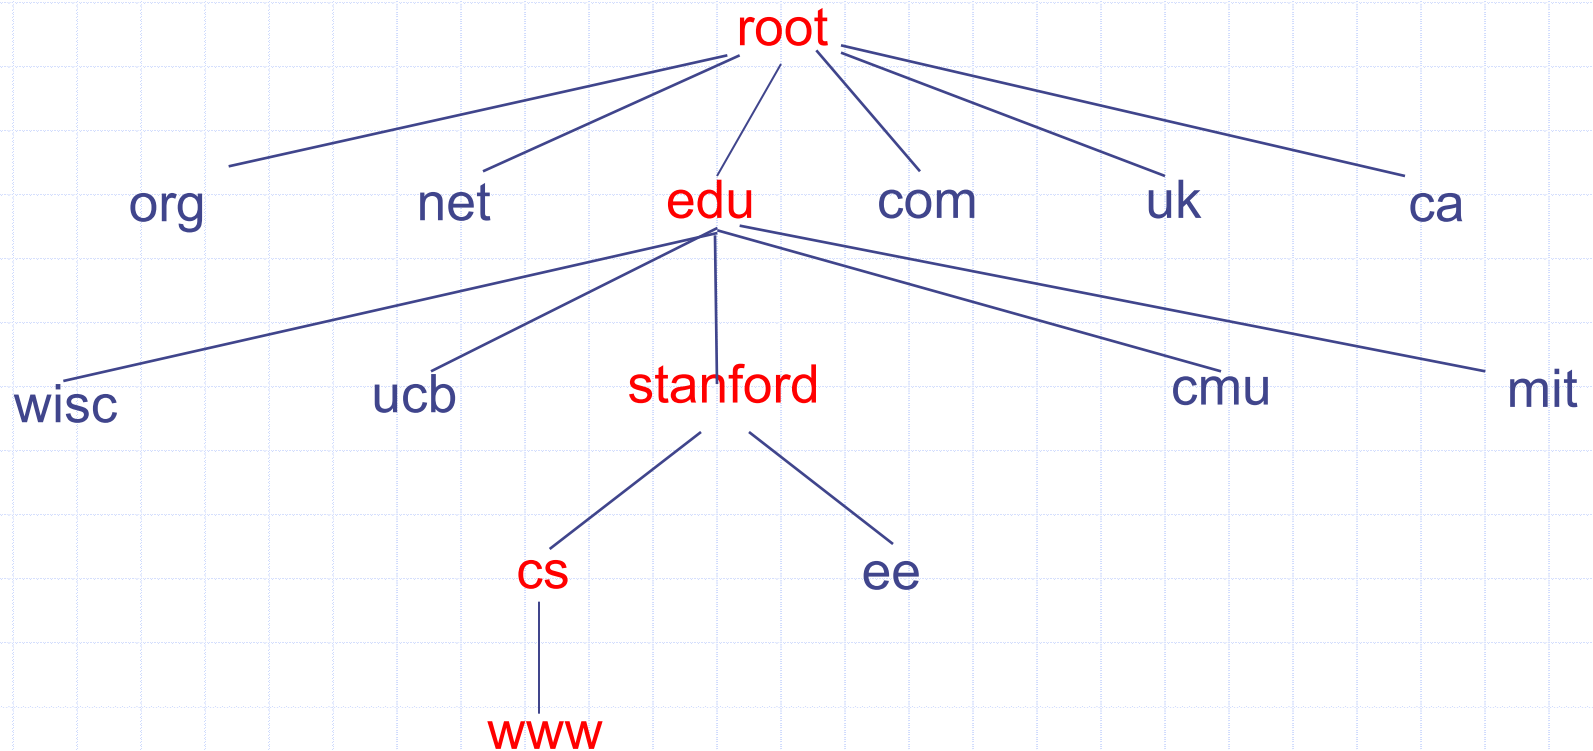 root
org net edu com uk ca
wisc ucb stanford cmu mit
cs ee
www